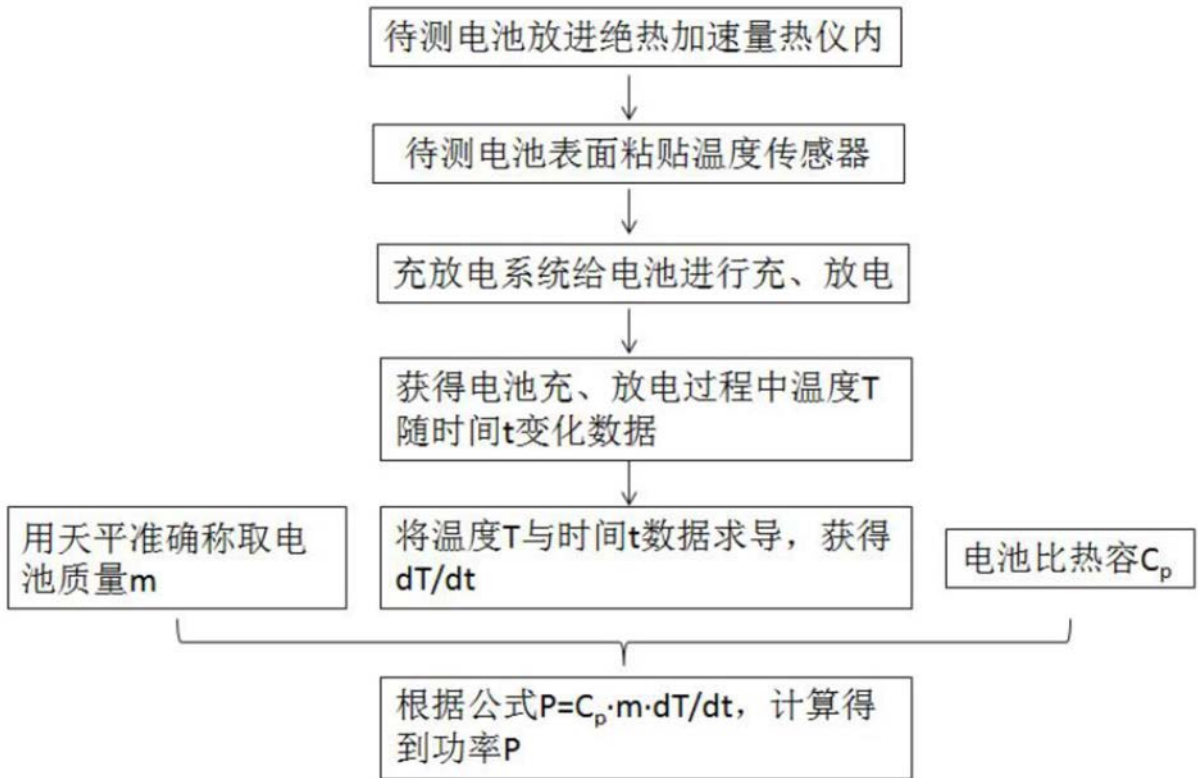 待测电池放进绝热加速量热仪内
待测电池表面粘贴温度传感器
充放电系统给电池进行充、放电
获得电池充、放电过程中温度T
随时间t变化数据
用天平准确称取电
池质量m
将温度T与时间t数据求导，获得
dT/dt
电池比热容Cₚ
根据公式P=Cₚ·m·dT/dt，计算得
到功率P